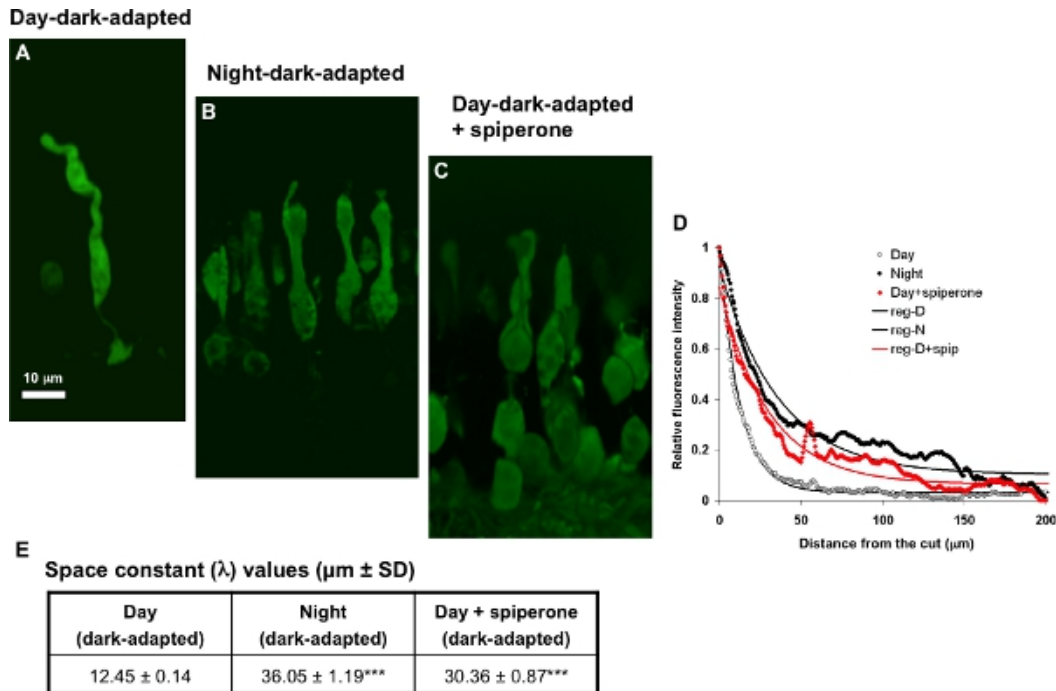 Day-dark-adapted
A
10 µm
Night-dark-adapted
B
Day-dark-adapted
+ spiperone
C
D
Relative fluorescence intensity
1
0.8
0.6
0.4
0.2
0
0
50
100
150
200
Distance from the cut (µm)
Day
Night
Day+spiperone
reg-D
reg-N
reg-D+spip
E
Space constant (λ) values (µm ± SD)
Day
(dark-adapted)
Night
(dark-adapted)
Day + spiperone
(dark-adapted)
12.45 ± 0.14
36.05 ± 1.19***
30.36 ± 0.87***